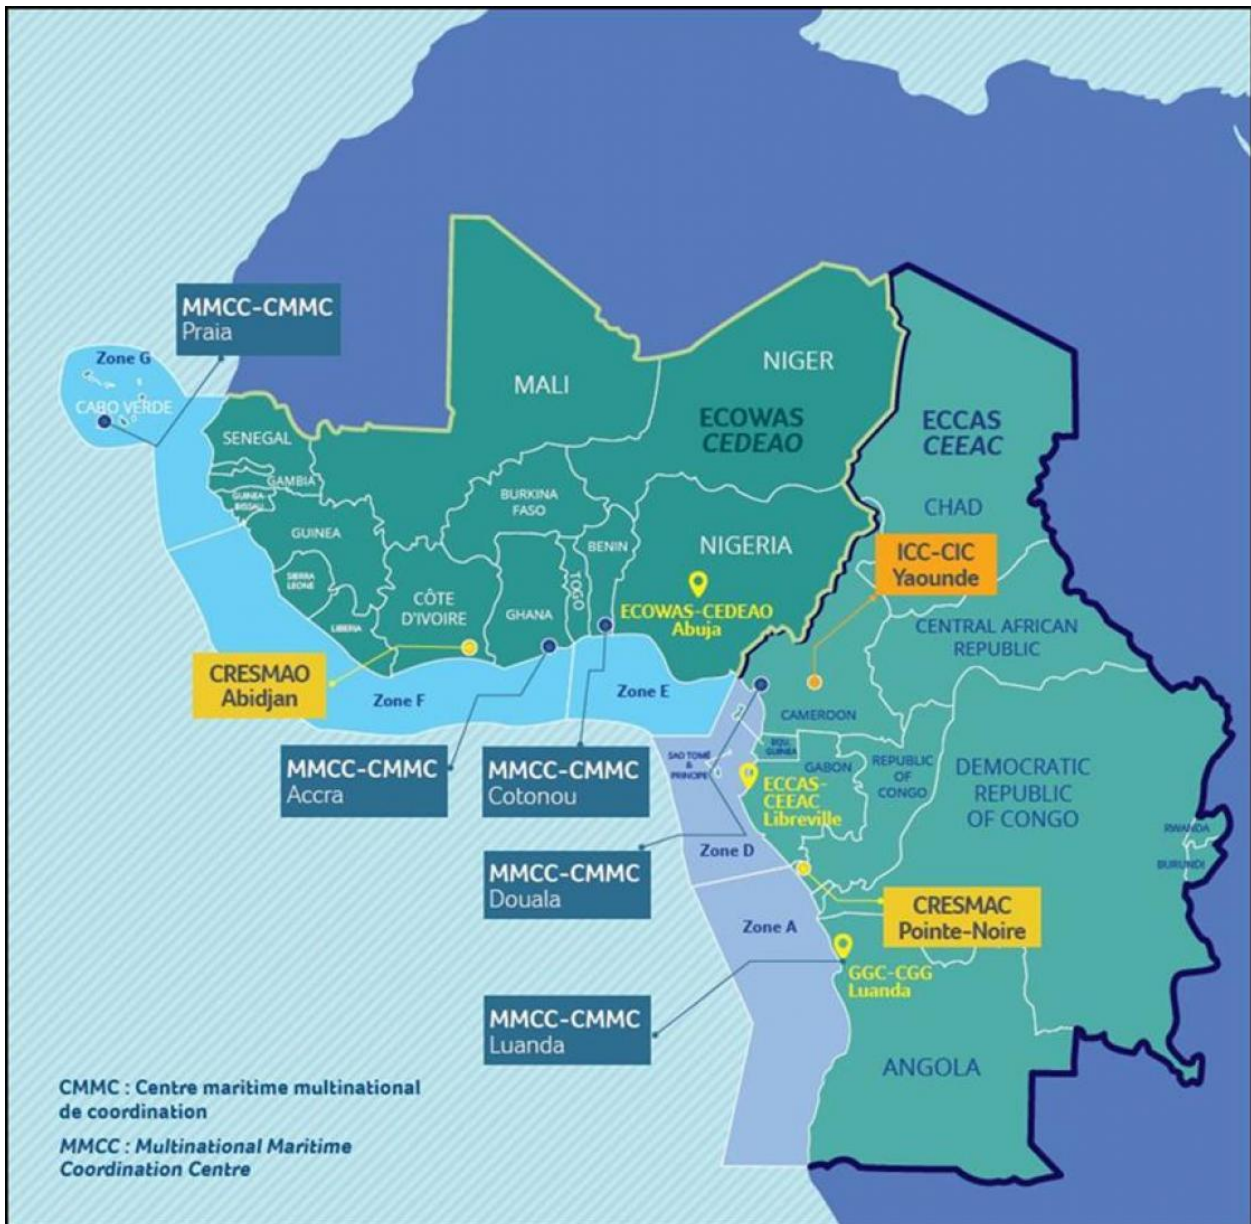 MMCC-CMMC
Praia
Zone G
CABO VERDE
MALI
NIGER
ECOWAS
CEDEAO
ECCAS
CEEAC
CHAD
SENEGAL
GAMBIA
GUINEA
BISSAU
GUINEA
SIERRA
LEONE
LIBERIA
CÔTE
D'IVOIRE
BURKINA
FASO
GHANA
TOGO
BENIN
NIGERIA
ECOWAS-CEDEAO
Abuja
ICC-CIC
Yaounde
CENTRAL AFRICAN
REPUBLIC
CRESMAO
Abidjan
Zone F
Zone E
CAMEROON
EQU.
GUINEA
SAO TOMÉ
&
PRINCIPE
GABON
REPUBLIC
OF
CONGO
DEMOCRATIC
REPUBLIC
OF CONGO
RWANDA
BURUNDI
MMCC-CMMC
Accra
MMCC-CMMC
Cotonou
ECCAS-
CEEAC
Libreville
Zone D
MMCC-CMMC
Douala
CRESMAC
Pointe-Noire
Zone A
GGC-CGG
Luanda
MMCC-CMMC
Luanda
ANGOLA
CMMC : Centre maritime multinational
de coordination
MMCC : Multinational Maritime
Coordination Centre